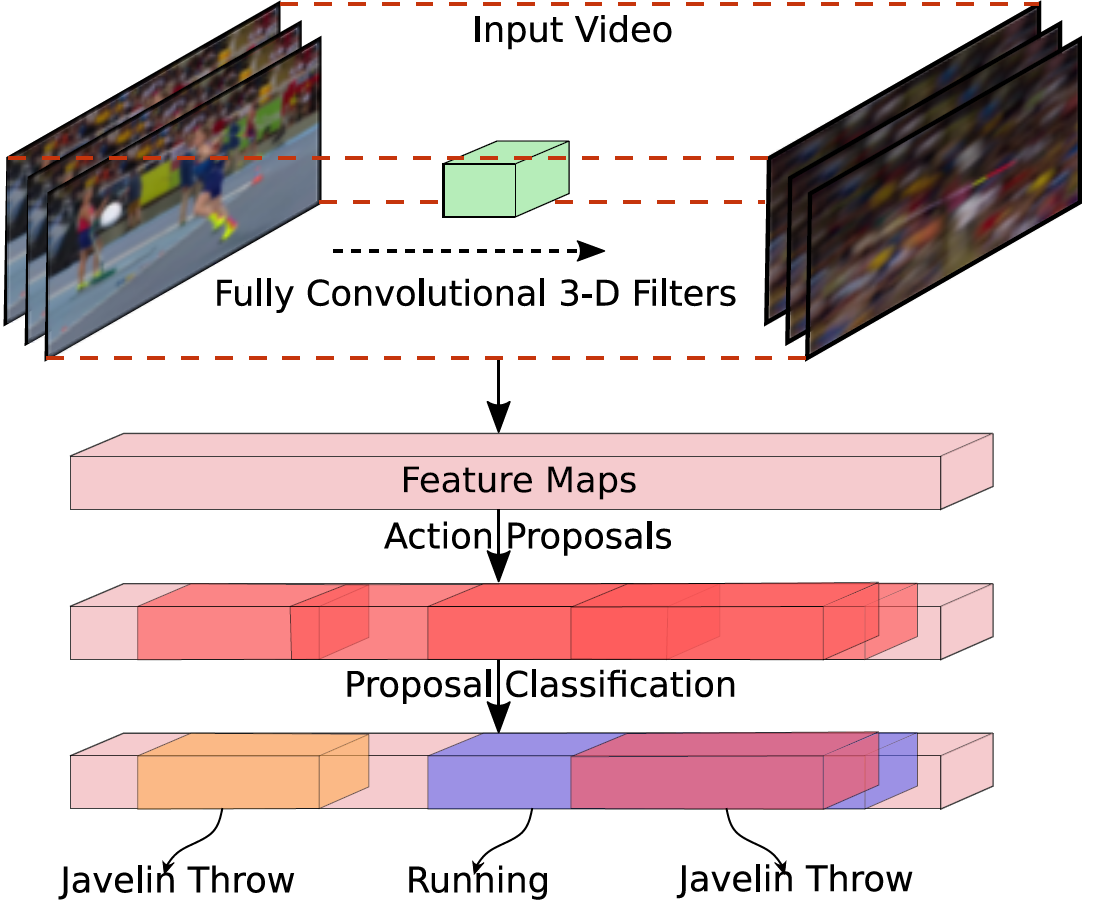 Input Video
Fully Convolutional 3-D Filters
Feature Maps
Action Proposals
Proposal Classification
Javelin Throw
Running
Javelin Throw